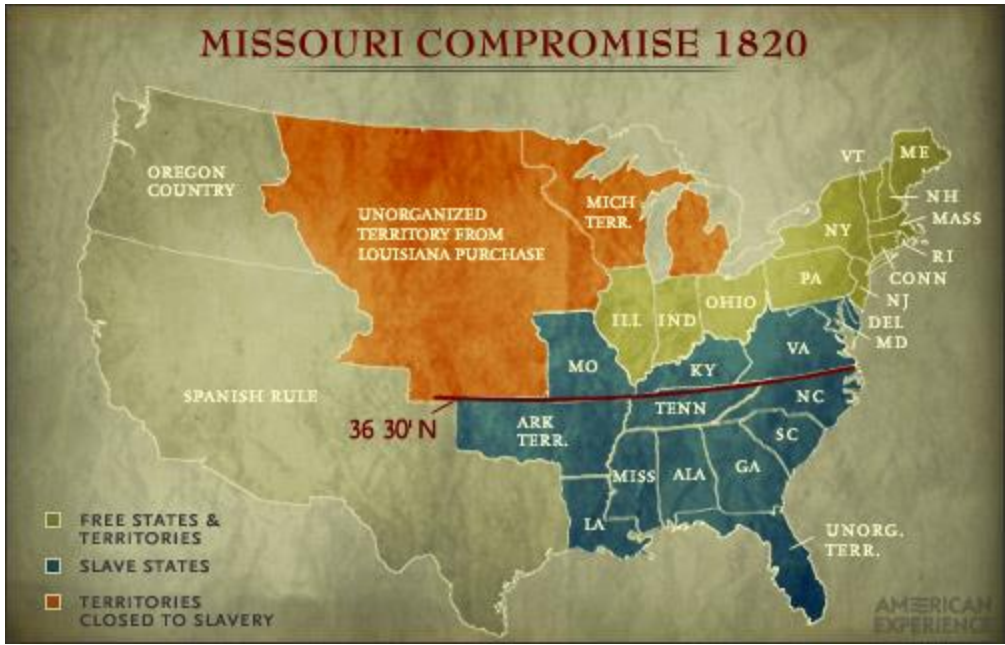 MISSOURI COMPROMISE 1820
OREGON
COUNTRY
UNORGANIZED
TERRITORY FROM
LOUISIANA PURCHASE
MICH
TERR.
VT
ME
NH
MASS
NY
RI
CONN
PA
NJ
DEL
MD
ILL
IND
OHIO
MO
KY
VA
SPANISH RULE
36 30' N
ARK
TERR.
TENN
NC
SC
MISS
ALA
GA
LA
UNORG.
TERR.
FREE STATES &
TERRITORIES
SLAVE STATES
TERRITORIES
CLOSED TO SLAVERY
AMERICAN
EXPERIENCE